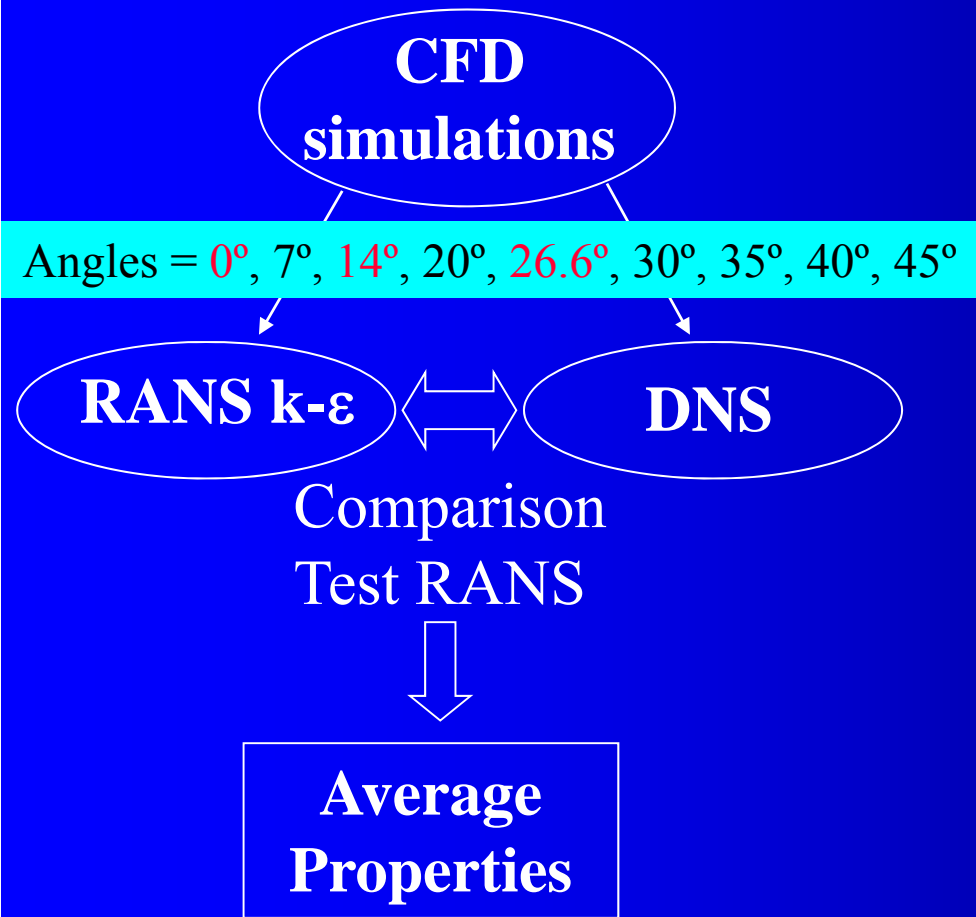 CFD
simulations
Angles = 0º, 7º, 14º, 20º, 26.6º, 30º, 35º, 40º, 45º
RANS k-ε
DNS
Comparison
Test RANS
Average
Properties